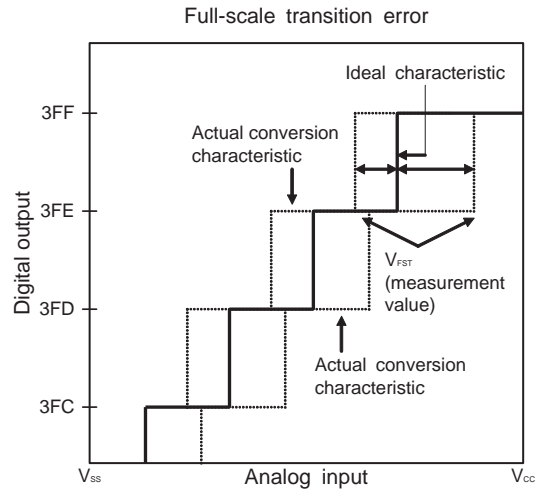 Full-scale transition error
Ideal characteristic
3FF
Actual conversion
characteristic
3FE
Digital output
VFST
(measurement
value)
3FD
Actual conversion
characteristic
3FC
VSS
Analog input
VCC